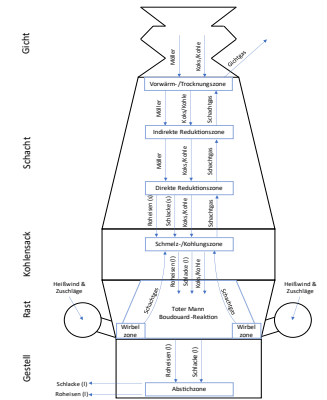 Gicht
Möller
Koks/Kohle
Gichtgas
Vorwärm-/Trocknungszone
Möller
Koks/Kohle
Schachtgas
Indirekte Reduktionszone
Schacht
Möller
Koks/Kohle
Schachtgas
Direkte Reduktionszone
Roheisen (s)
Schlacke (s)
Koks/Kohle
Schachtgas
Kohlensack
Schmelz-/Kohlungszone
Roheisen (l)
Schlacke (l)
Koks/Kohle
Schachtgas
Schachtgas
Heißwind &
Zuschläge
Heißwind &
Zuschläge
Rast
Toter Mann
Boudouard-Reaktion
Wirbel
zone
Wirbel
zone
Gestell
Roheisen (l)
Schlacke (l)
Abstichzone
Schlacke (l)
Roheisen (l)